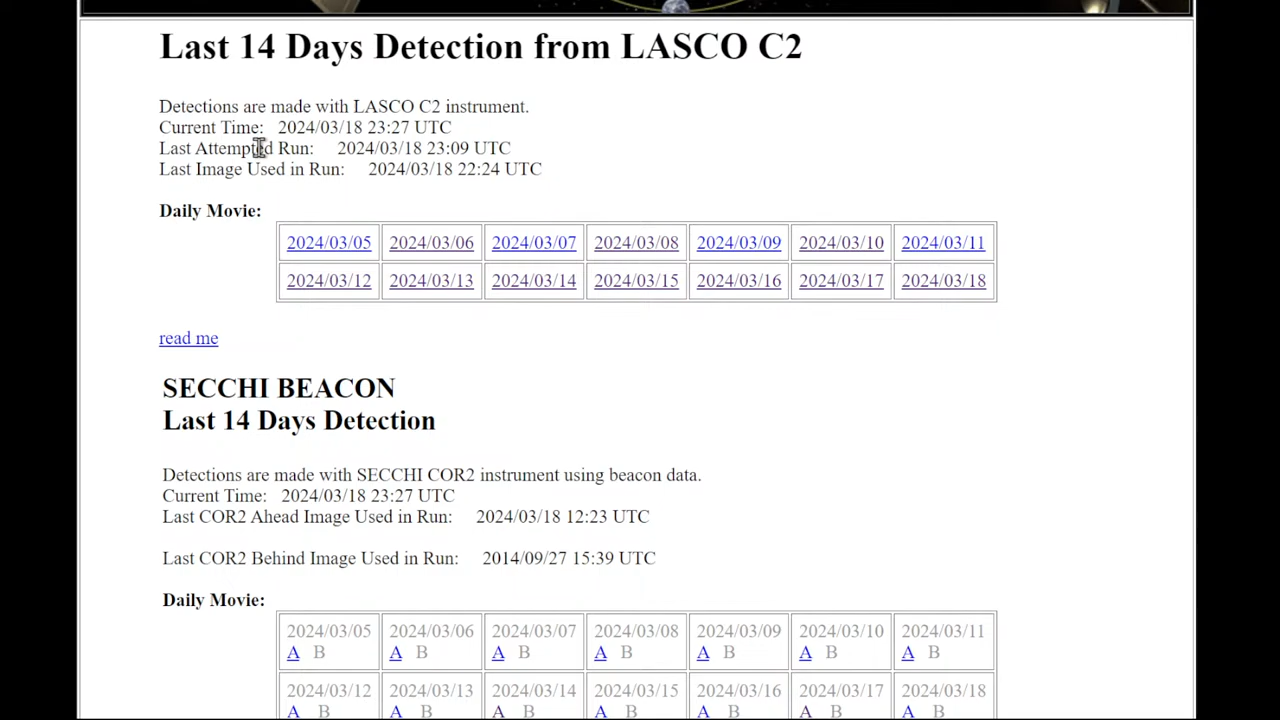 Last 14 Days Detection from LASCO C2
Detections are made with LASCO C2 instrument.
Current Time: 2024/03/18 23:27 UTC
Last Attempted Run: 2024/03/18 23:09 UTC
Last Image Used in Run: 2024/03/18 22:24 UTC
Daily Movie:
2024/03/05 2024/03/06 2024/03/07 2024/03/08 2024/03/09 2024/03/10 2024/03/11
2024/03/12 2024/03/13 2024/03/14 2024/03/15 2024/03/16 2024/03/17 2024/03/18
read me
SECCHI BEACON
Last 14 Days Detection
Detections are made with SECCHI COR2 instrument using beacon data.
Current Time: 2024/03/18 23:27 UTC
Last COR2 Ahead Image Used in Run: 2024/03/18 12:23 UTC
Last COR2 Behind Image Used in Run: 2014/09/27 15:39 UTC
Daily Movie:
2024/03/05 2024/03/06 2024/03/07 2024/03/08 2024/03/09 2024/03/10 2024/03/11
A B A B A B A B A B A B A B
2024/03/12 2024/03/13 2024/03/14 2024/03/15 2024/03/16 2024/03/17 2024/03/18
A B A B A B A B A B A B A B